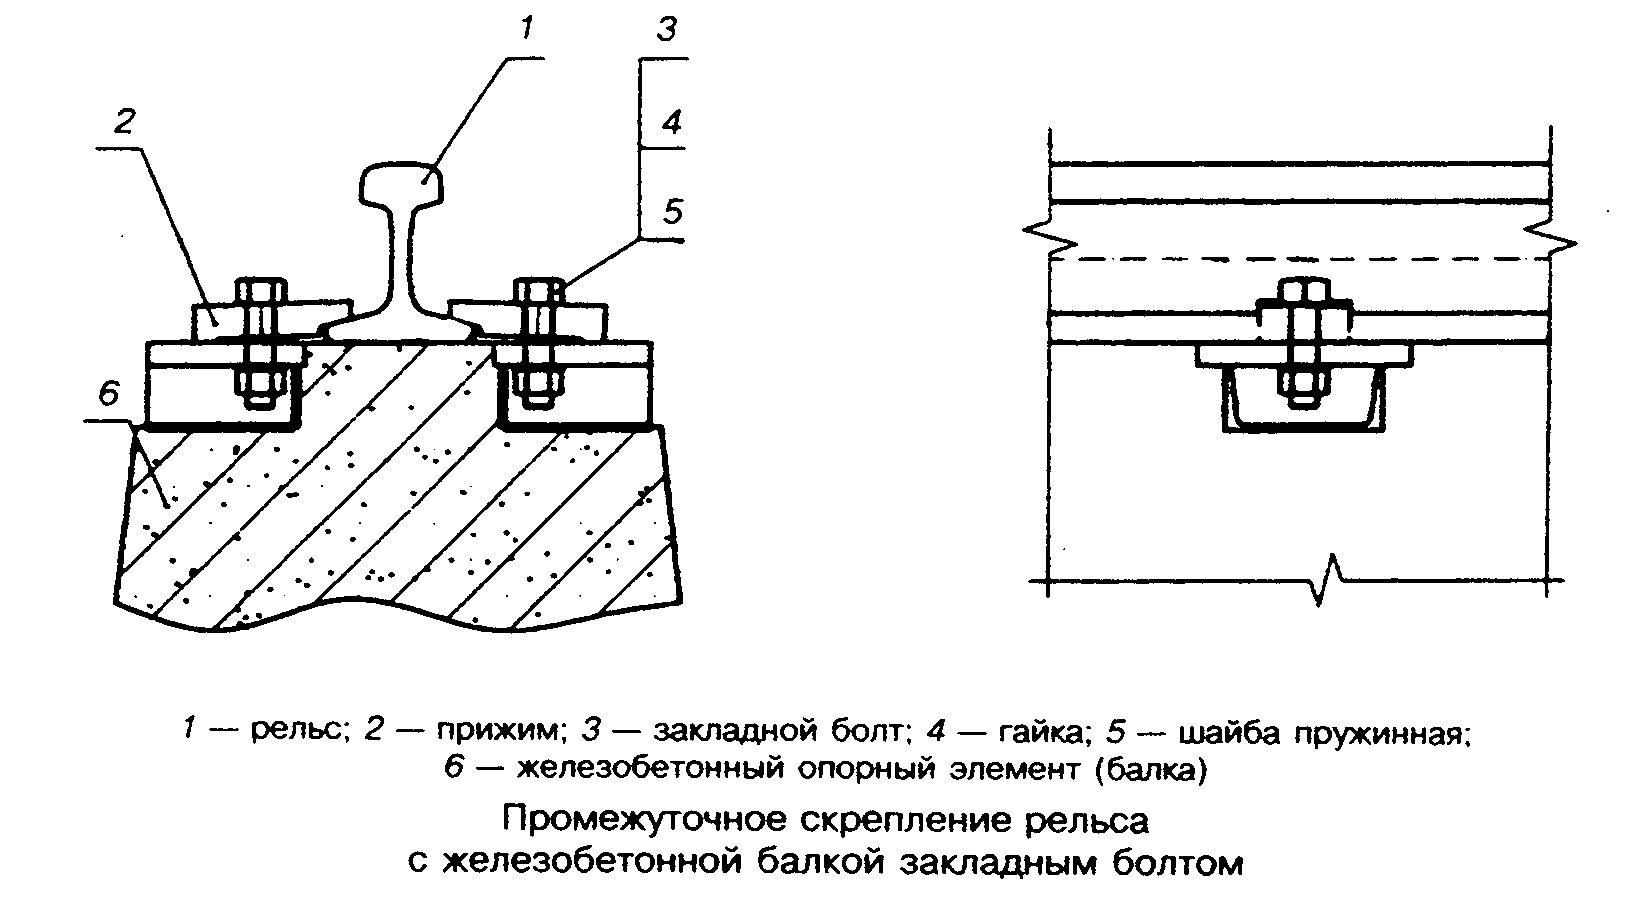 1
3
2
4
5
6
1 — рельс; 2 — прижим; 3 — закладной болт; 4 — гайка; 5 — шайба пружинная;
6 — железобетонный опорный элемент (балка)
Промежуточное скрепление рельса
с железобетонной балкой закладным болтом